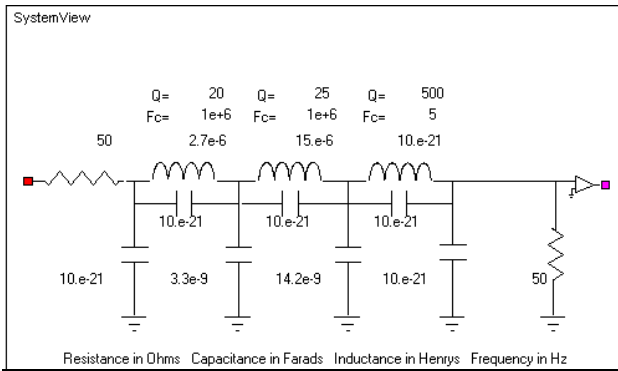 SystemView
Q= 20 Q= 25 Q= 500
Fc= 1e+6 Fc= 1e+6 Fc= 5
50 2.7e-6 15.e-6 10.e-21
10.e-21 10.e-21 10.e-21
10.e-21 3.3e-9 14.2e-9 10.e-21 50
Resistance in Ohms Capacitance in Farads Inductance in Henrys Frequency in Hz